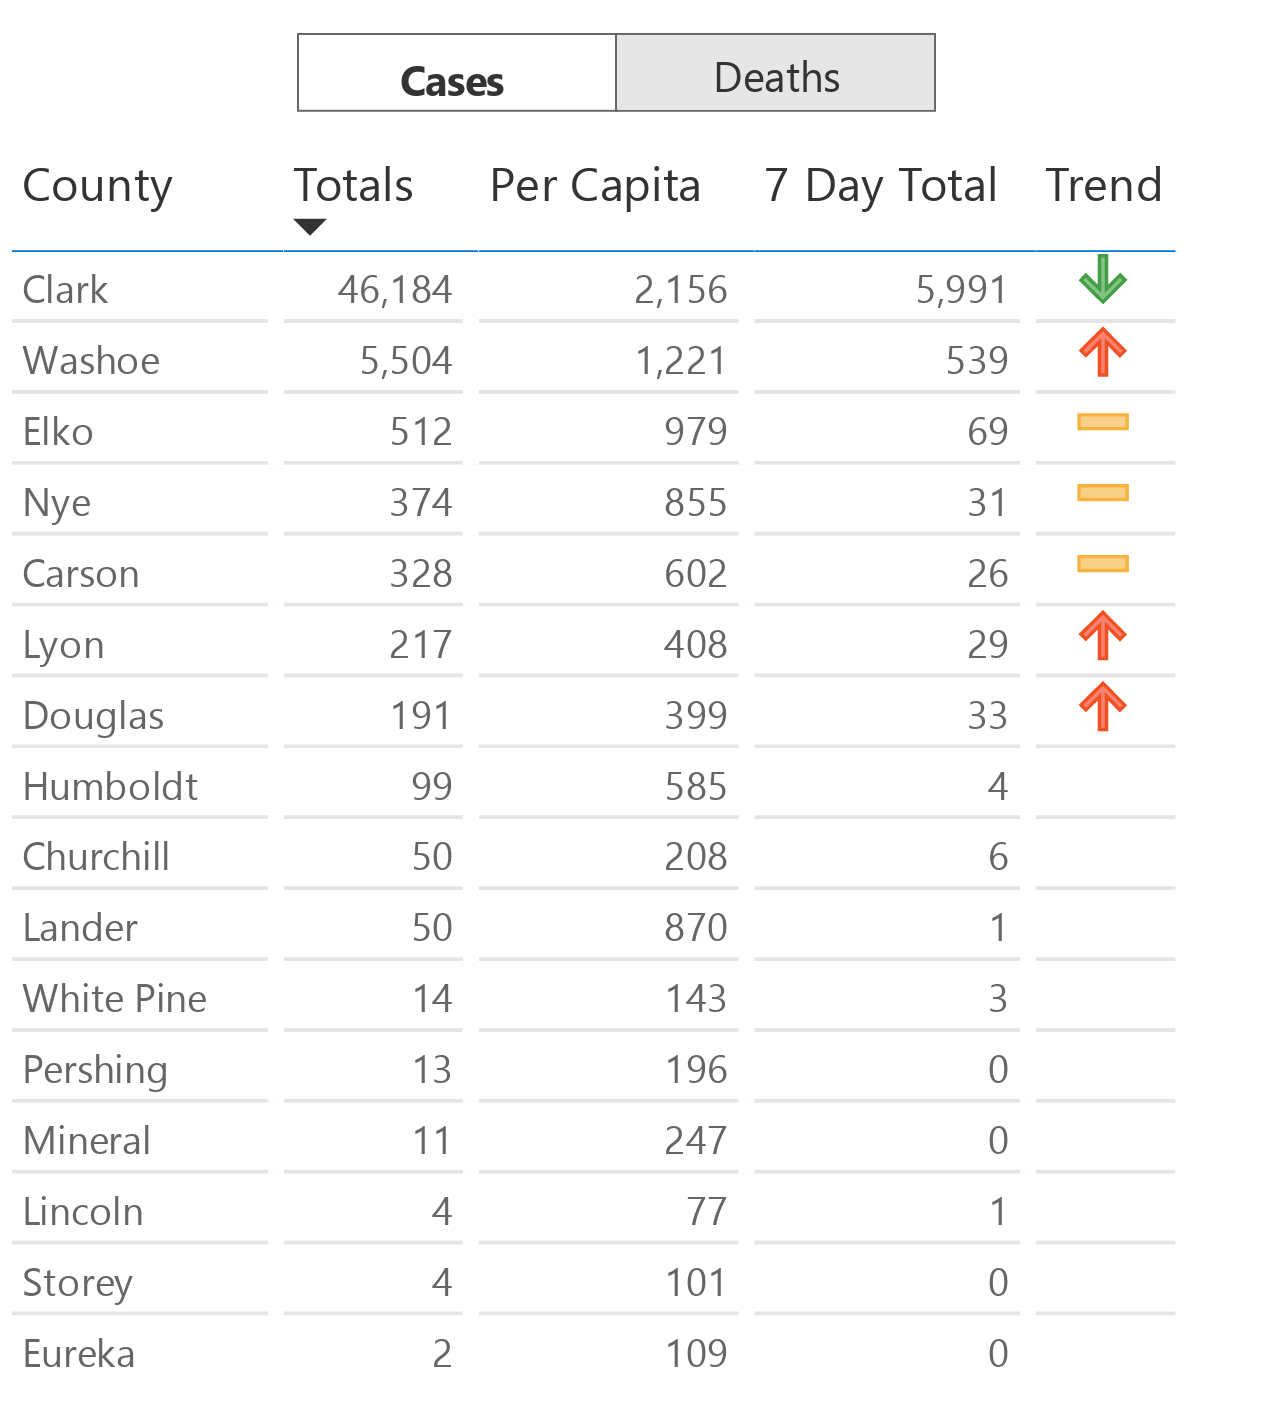 Cases Deaths
County Totals Per Capita 7 Day Total Trend
Clark 46,184 2,156 5,991
Washoe 5,504 1,221 539
Elko 512 979 69
Nye 374 855 31
Carson 328 602 26
Lyon 217 408 29
Douglas 191 399 33
Humboldt 99 585 4
Churchill 50 208 6
Lander 50 870 1
White Pine 14 143 3
Pershing 13 196 0
Mineral 11 247 0
Lincoln 4 77 1
Storey 4 101 0
Eureka 2 109 0